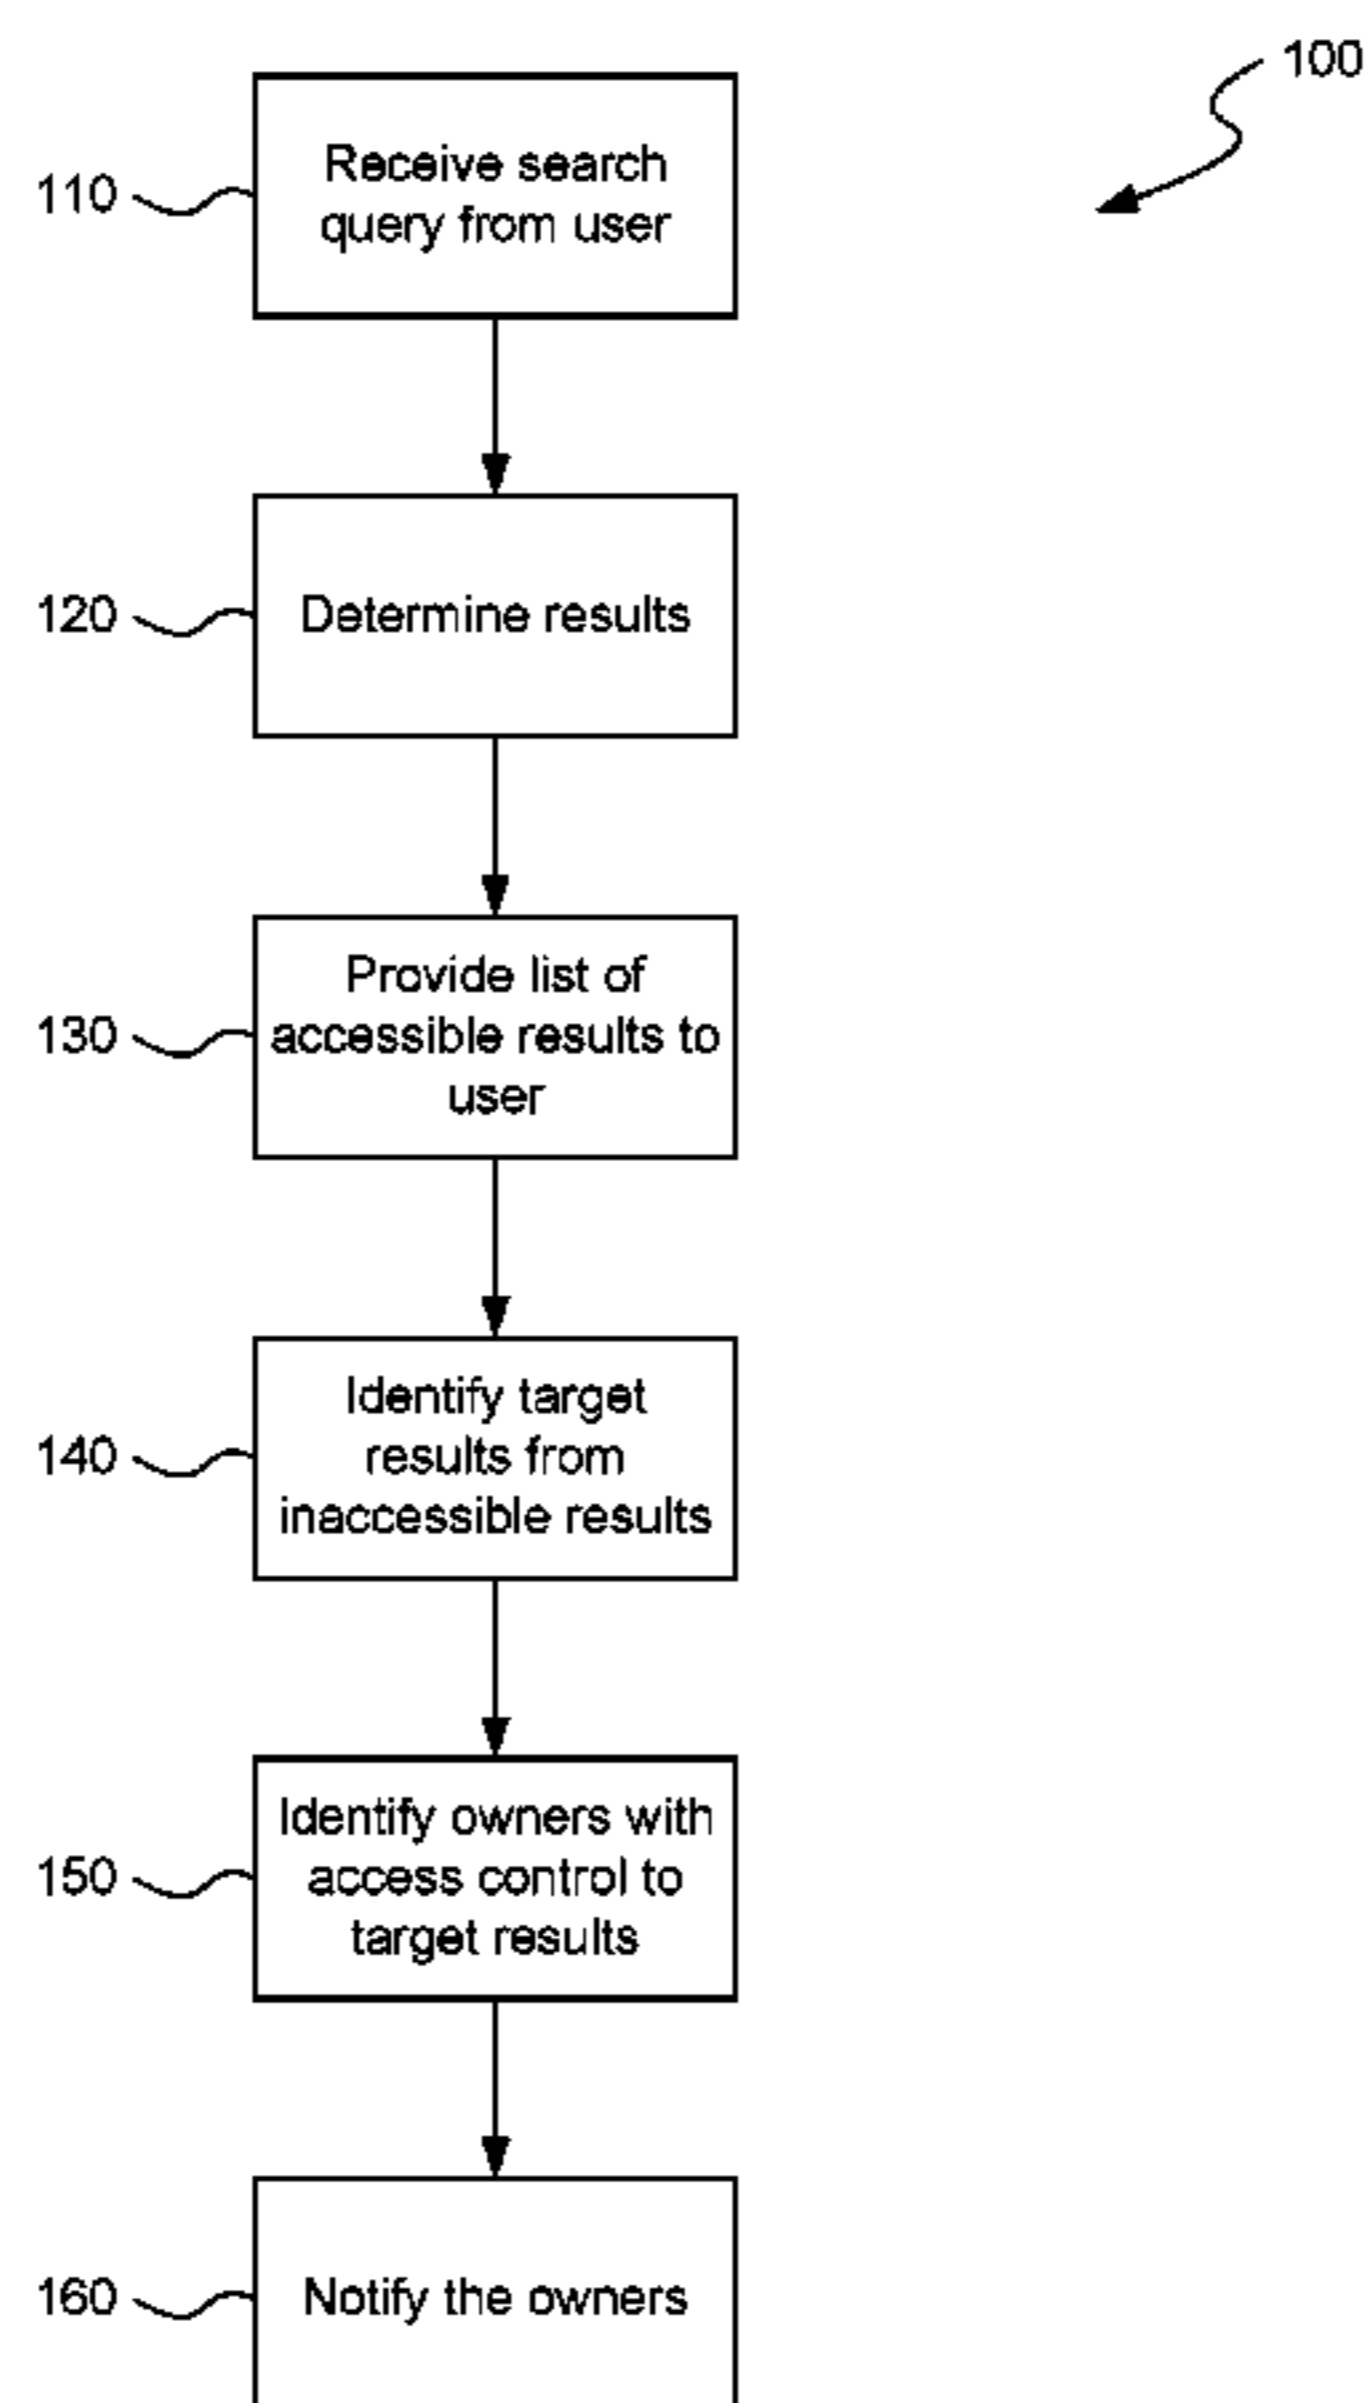 100
110
Receive search
query from user
120
Determine results
130
Provide list of
accessible results to
user
140
Identify target
results from
inaccessible results
150
Identify owners with
access control to
target results
160
Notify the owners